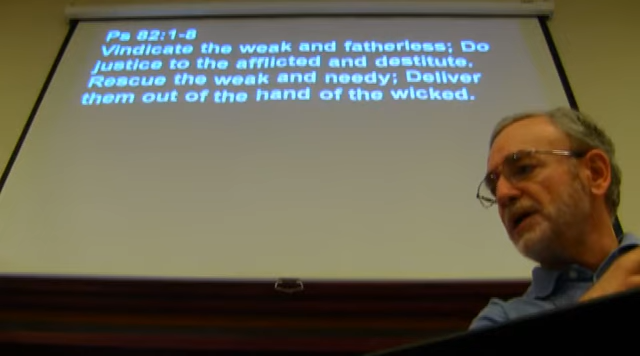 Ps 82:1-8
Vindicate the weak and fatherless; Do
justice to the afflicted and destitute.
Rescue the weak and needy; Deliver
them out of the hand of the wicked.